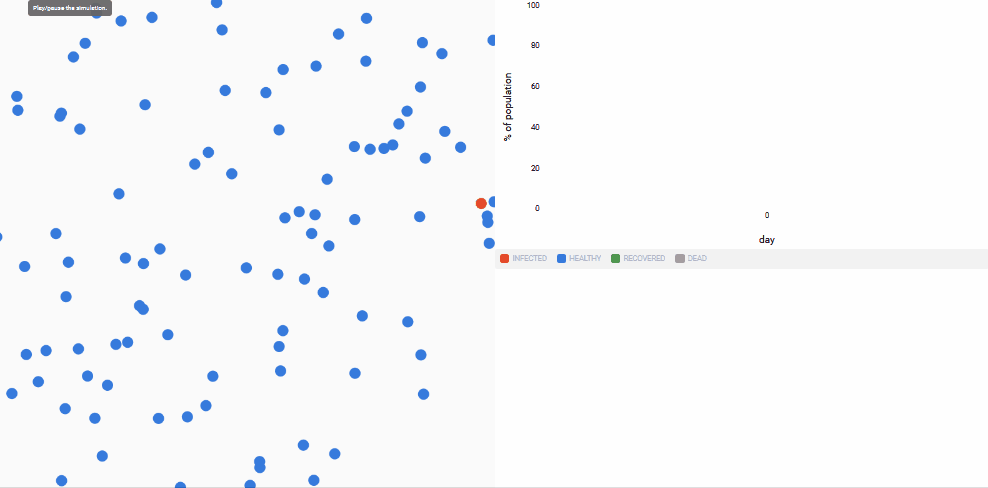 Play/pause the simulation.
100
80
60
40
20
0
% of population
0
day
INFECTED HEALTHY RECOVERED DEAD